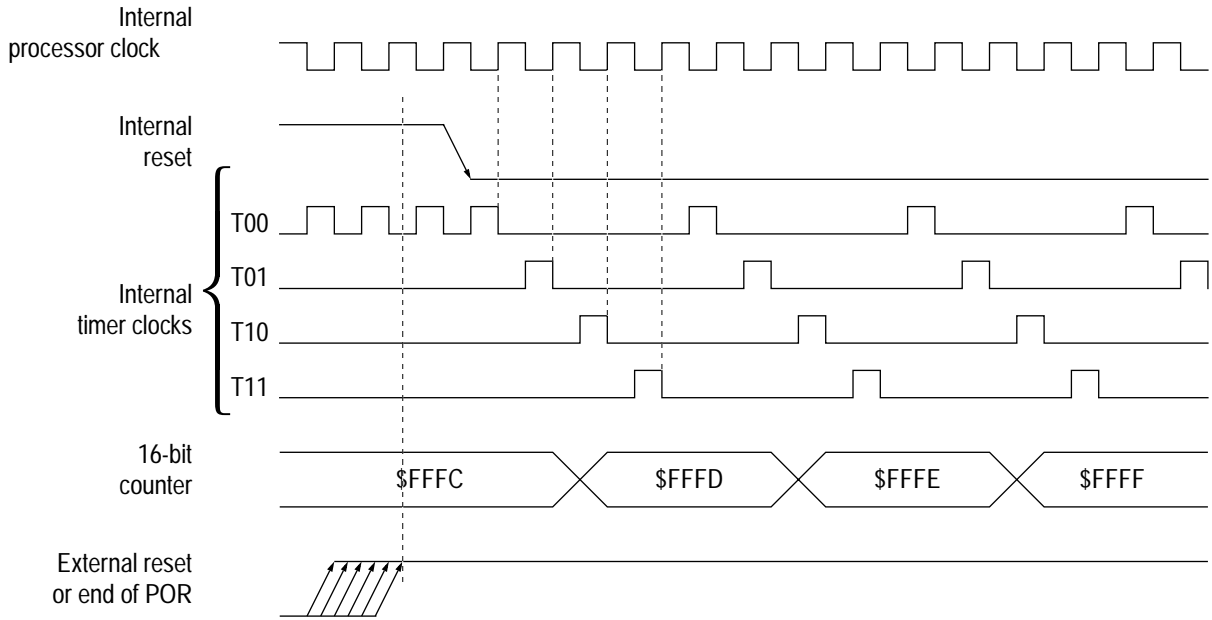 Internal
processor clock
Internal
reset
T00
T01
Internal
timer clocks
T10
T11
16-bit
counter
$FFFC
$FFFD
$FFFE
$FFFF
External reset
or end of POR